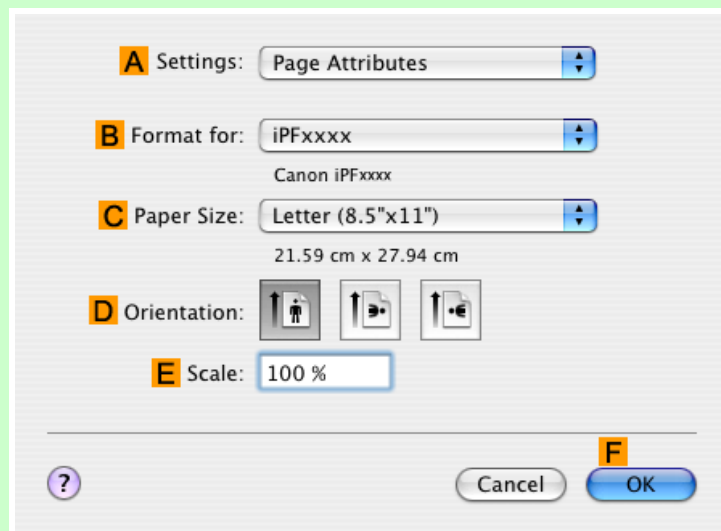 A Settings: Page Attributes
B Format for: iPFxxxx
Canon iPFxxxx
C Paper Size: Letter (8.5"x11")
21.59 cm x 27.94 cm
D Orientation:
E Scale: 100 %
F
? Cancel OK